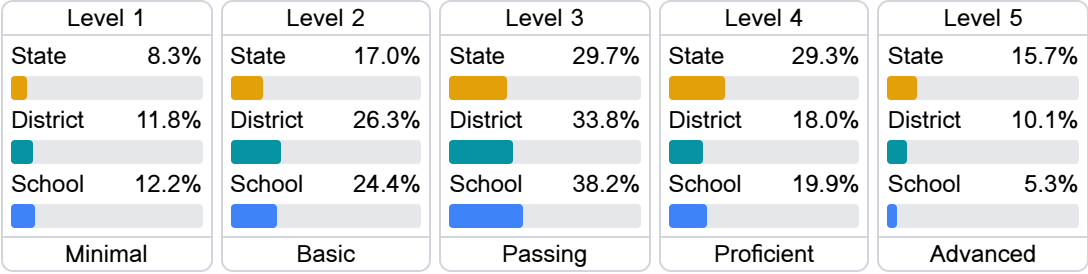 Level 1
State 8.3%
District 11.8%
School 12.2%
Minimal
Level 2
State 17.0%
District 26.3%
School 24.4%
Basic
Level 3
State 29.7%
District 33.8%
School 38.2%
Passing
Level 4
State 29.3%
District 18.0%
School 19.9%
Proficient
Level 5
State 15.7%
District 10.1%
School 5.3%
Advanced